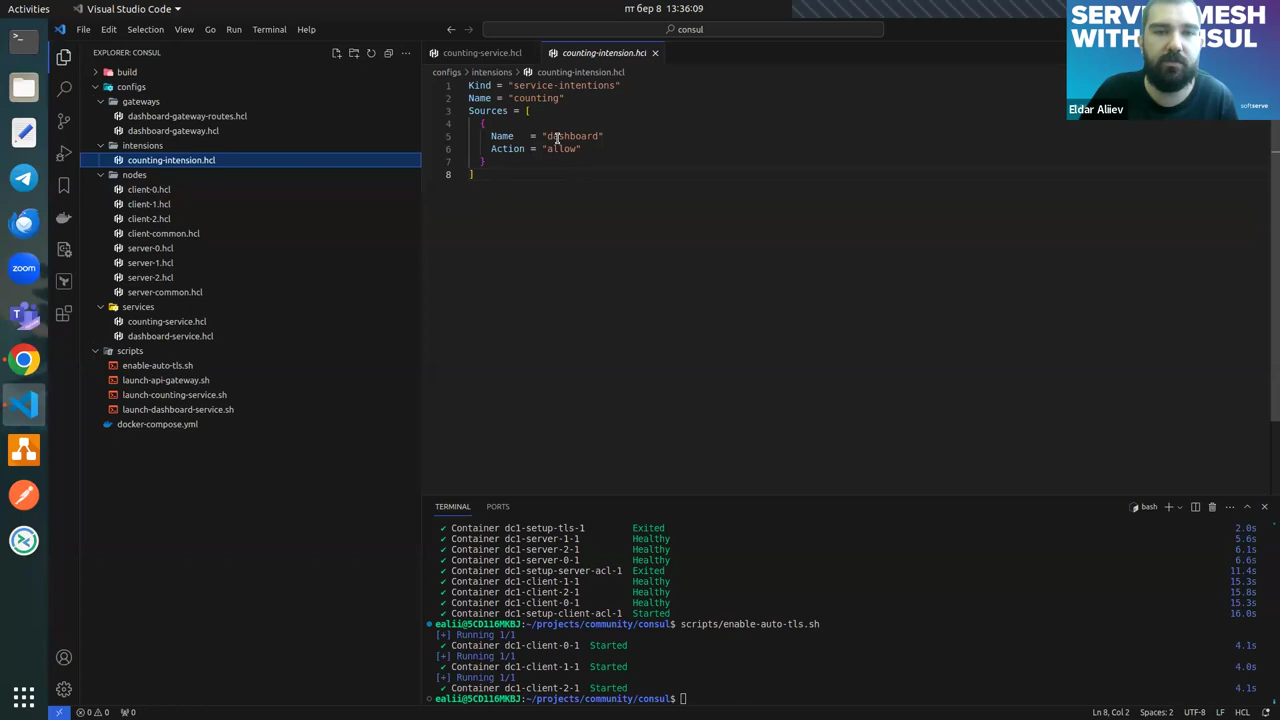 Activities
Visual Studio Code
пт бер 8 13:36:09
File Edit Selection View Go Run Terminal Help
consul
EXPLORER: CONSUL
build
configs
gateways
dashboard-gateway-routes.hcl
dashboard-gateway.hcl
intensions
counting-intension.hcl
nodes
client-0.hcl
client-1.hcl
client-2.hcl
client-common.hcl
server-0.hcl
server-1.hcl
server-2.hcl
server-common.hcl
services
counting-service.hcl
dashboard-service.hcl
scripts
enable-auto-tls.sh
launch-api-gateway.sh
launch-counting-service.sh
launch-dashboard-service.sh
docker-compose.yml
counting-service.hcl
counting-intension.hcl
configs > intensions > counting-intension.hcl
1 Kind = "service-intentions"
2 Name = "counting"
3 Sources = [
4 {
5 Name = "dashboard"
6 Action = "allow"
7 }
8 ]
TERMINAL PORTS
bash
✔ Container dc1-setup-tls-1 Exited 2.0s
✔ Container dc1-server-1-1 Healthy 5.6s
✔ Container dc1-server-2-1 Healthy 6.1s
✔ Container dc1-server-0-1 Healthy 6.6s
✔ Container dc1-setup-server-acl-1 Exited 11.4s
✔ Container dc1-client-1-1 Healthy 15.3s
✔ Container dc1-client-2-1 Healthy 15.8s
✔ Container dc1-client-0-1 Healthy 15.3s
✔ Container dc1-setup-client-acl-1 Started 16.0s
ealii@5CD116MKBJ:~/projects/community/consul$ scripts/enable-auto-tls.sh
[+] Running 1/1
✔ Container dc1-client-0-1 Started 4.1s
[+] Running 1/1
✔ Container dc1-client-1-1 Started 4.0s
[+] Running 1/1
✔ Container dc1-client-2-1 Started 4.1s
ealii@5CD116MKBJ:~/projects/community/consul$
0 0 0
Ln 8, Col 2 Spaces: 2 UTF-8 LF HCL
zoom
Eldar Aliiev
softserve